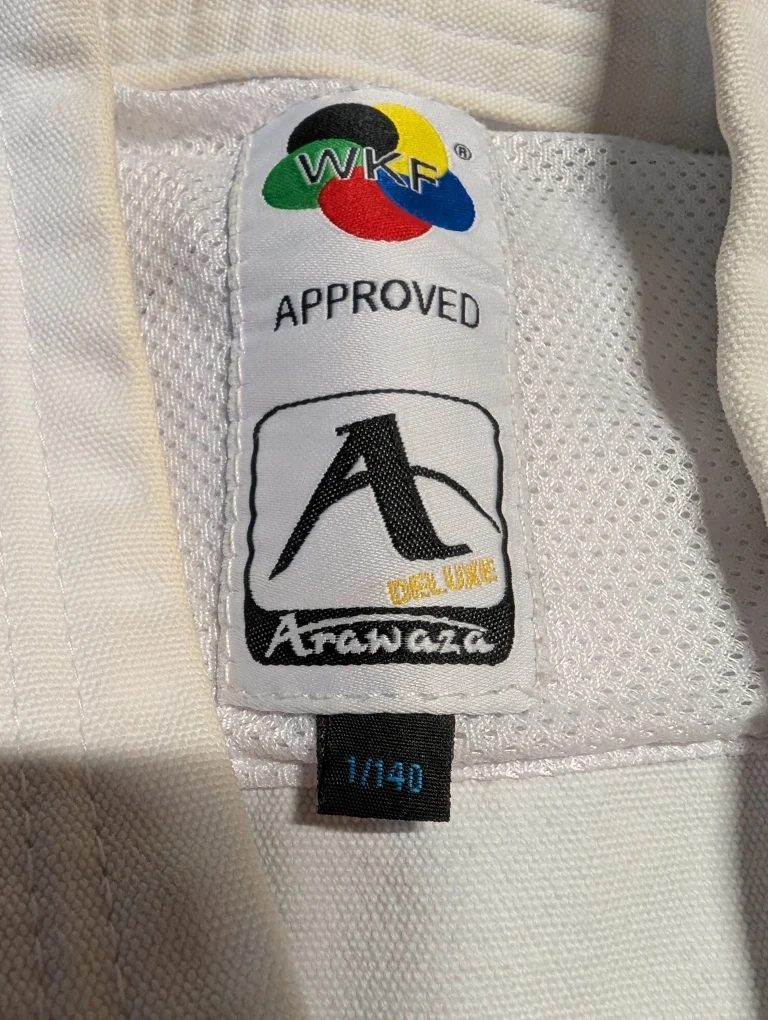 WKF ®
APPROVED
DELUXE
Arawaza
1/140